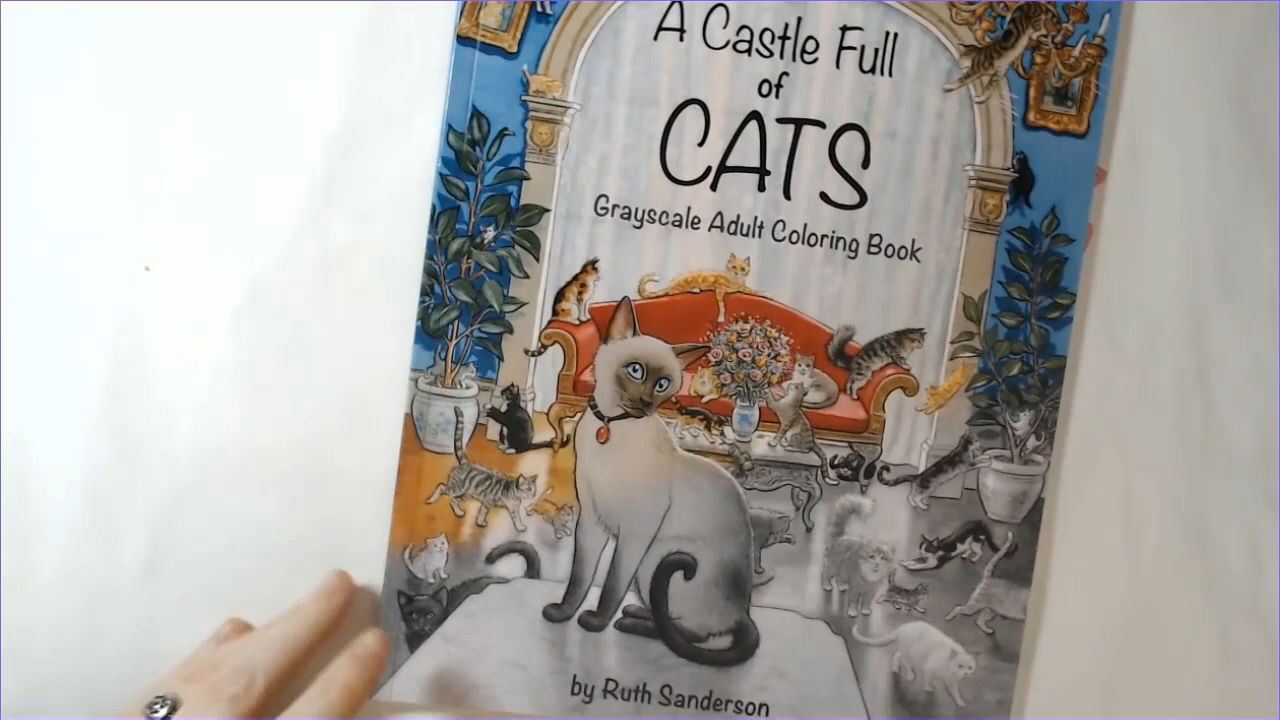 A Castle Full
of
CATS
Grayscale Adult Coloring Book
by Ruth Sanderson